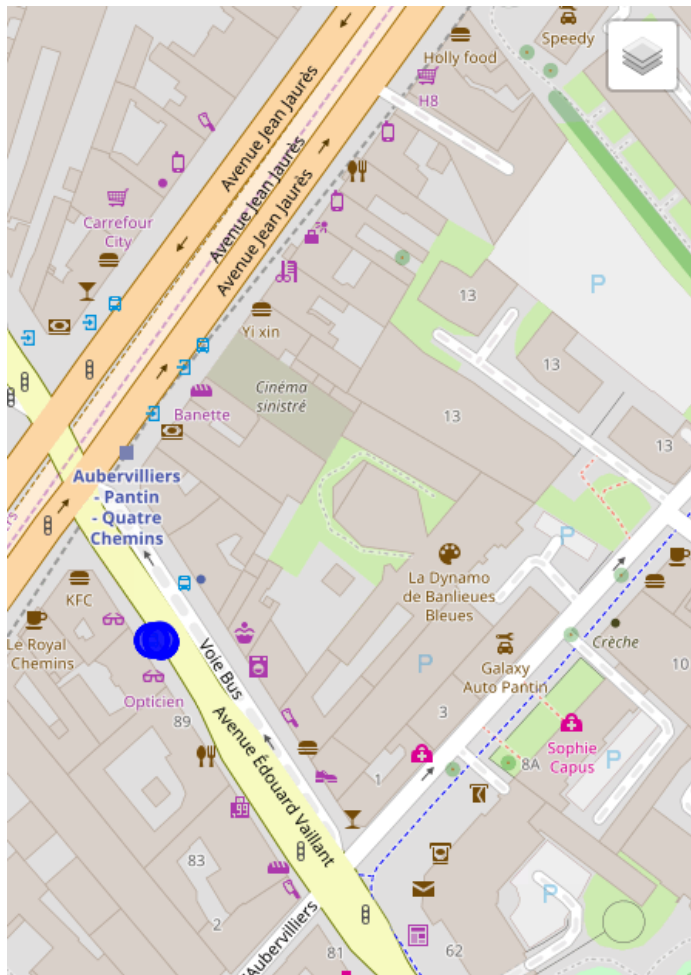 Speedy
Holly food
H8
Avenue Jean Jaurès
Avenue Jean Jaurès
Avenue Jean Jaurès
Carrefour
City
13
P
Yi xin
13
Cinéma
sinistré
Banette
13
13
Aubervilliers
- Pantin
- Quatre
Chemins
P
La Dynamo
de Banlieues
Bleues
KFC
Le Royal
Chemins
Crèche
Voie Bus
P
Galaxy
Auto Pantin
10
Opticien
89
3
Sophie
Capus
P
8A
Avenue Édouard Vaillant
1
83
P
2
d'Aubervilliers
81
62